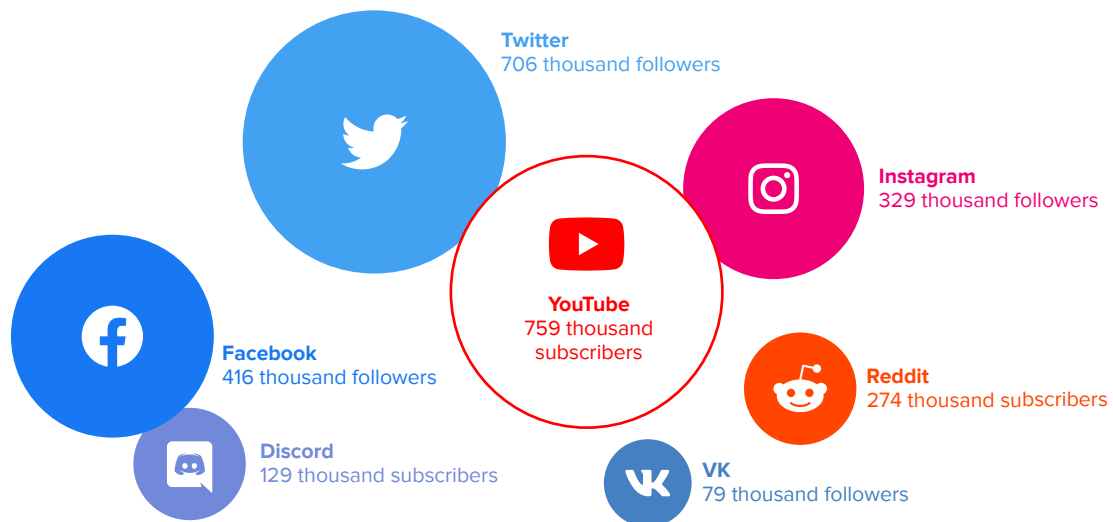 Twitter
706 thousand followers
Instagram
329 thousand followers
YouTube
759 thousand
subscribers
Facebook
416 thousand followers
Reddit
274 thousand subscribers
Discord
129 thousand subscribers
VK
79 thousand followers